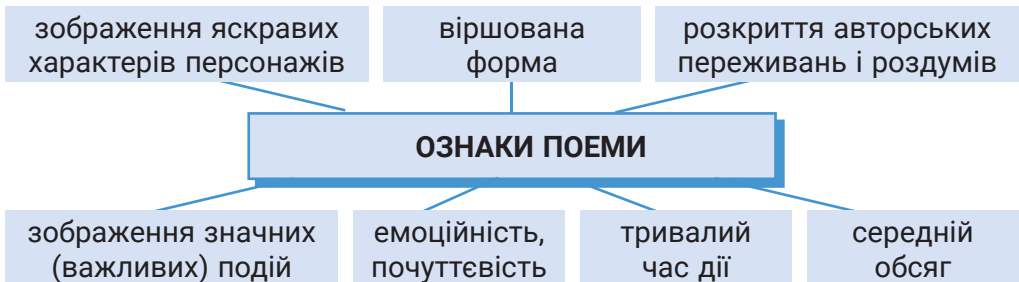 зображення яскравих
характерів персонажів
віршована
форма
розкриття авторських
переживань і роздумів
ОЗНАКИ ПОЕМИ
зображення значних
(важливих) подій
емоційність,
почуттєвість
тривалий
час дії
середній
обсяг